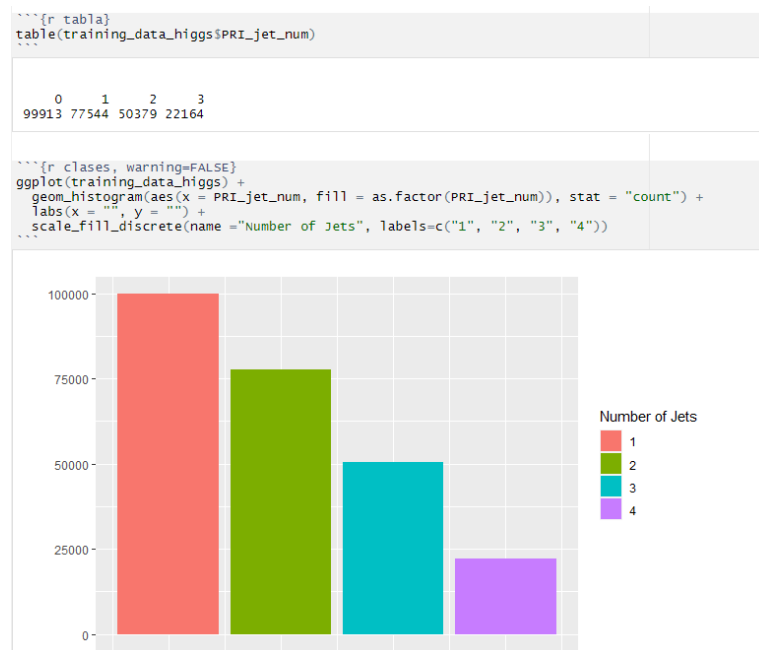 ```{r tabla}
table(training_data_higgs$PRI_jet_num)
```
0 1 2 3
99913 77544 50379 22164
```{r clases, warning=FALSE}
ggplot(training_data_higgs) +
geom_histogram(aes(x = PRI_jet_num, fill = as.factor(PRI_jet_num)), stat = "count") +
labs(x = "", y = "") +
scale_fill_discrete(name ="Number of Jets", labels=c("1", "2", "3", "4"))
```
100000
75000
50000
25000
0
Number of Jets
1
2
3
4